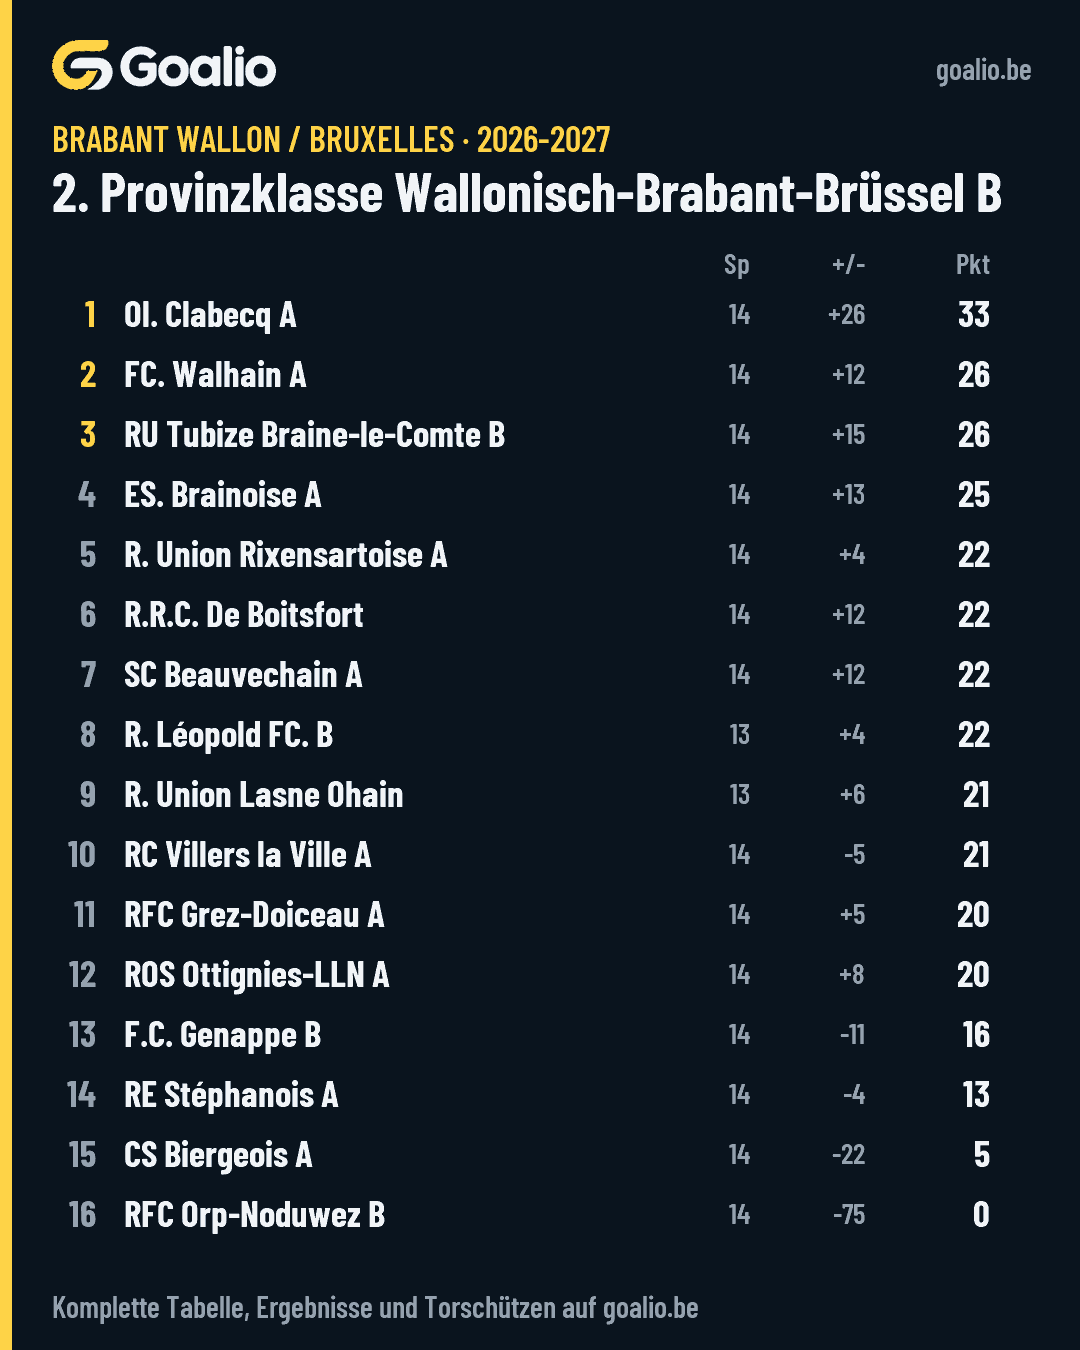 Goalio
goalio.be
BRABANT WALLON / BRUXELLES · 2026-2027
2. Provinzklasse Wallonisch-Brabant-Brüssel B
Sp +/- Pkt
1 Ol. Clabecq A 14 +26 33
2 FC. Walhain A 14 +12 26
3 RU Tubize Braine-le-Comte B 14 +15 26
4 ES. Brainoise A 14 +13 25
5 R. Union Rixensartoise A 14 +4 22
6 R.R.C. De Boitsfort 14 +12 22
7 SC Beauvechain A 14 +12 22
8 R. Léopold FC. B 13 +4 22
9 R. Union Lasne Ohain 13 +6 21
10 RC Villers la Ville A 14 -5 21
11 RFC Grez-Doiceau A 14 +5 20
12 ROS Ottignies-LLN A 14 +8 20
13 F.C. Genappe B 14 -11 16
14 RE Stéphanois A 14 -4 13
15 CS Biergeois A 14 -22 5
16 RFC Orp-Noduwez B 14 -75 0
Komplette Tabelle, Ergebnisse und Torschützen auf goalio.be